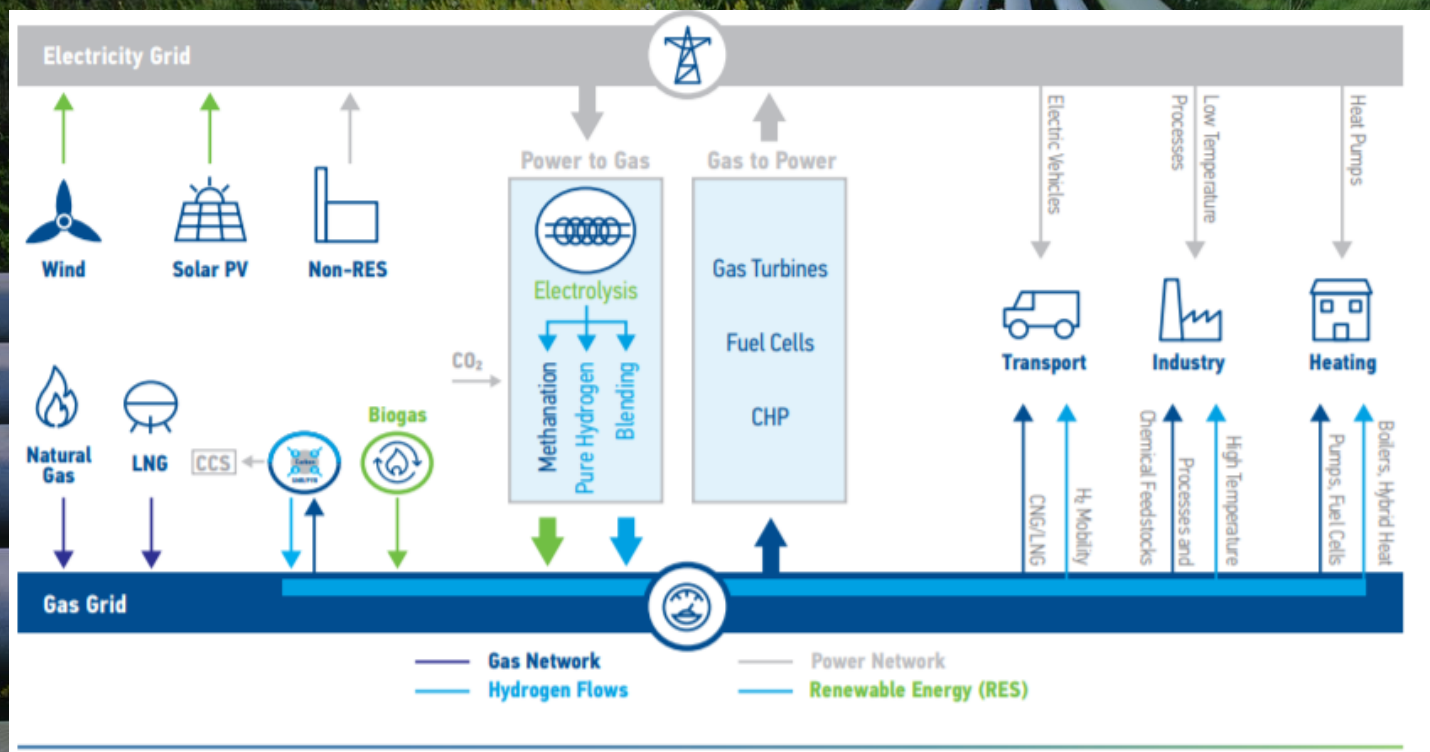 Electricity Grid
Power to Gas
Gas to Power
Electric Vehicles
Low Temperature
Processes
Heat Pumps
Wind
Solar PV
Non-RES
Electrolysis
Gas Turbines
Fuel Cells
CHP
CO₂
Methanation
Pure Hydrogen
Blending
Transport
Industry
Heating
Natural
Gas
LNG
CCS
Biogas
CNG/LNG
H₂ Mobility
Chemical Feedstocks
Processes and
High Temperature
Pumps, Fuel Cells
Boilers, Hybrid Heat
Gas Grid
Gas Network
Power Network
Hydrogen Flows
Renewable Energy (RES)